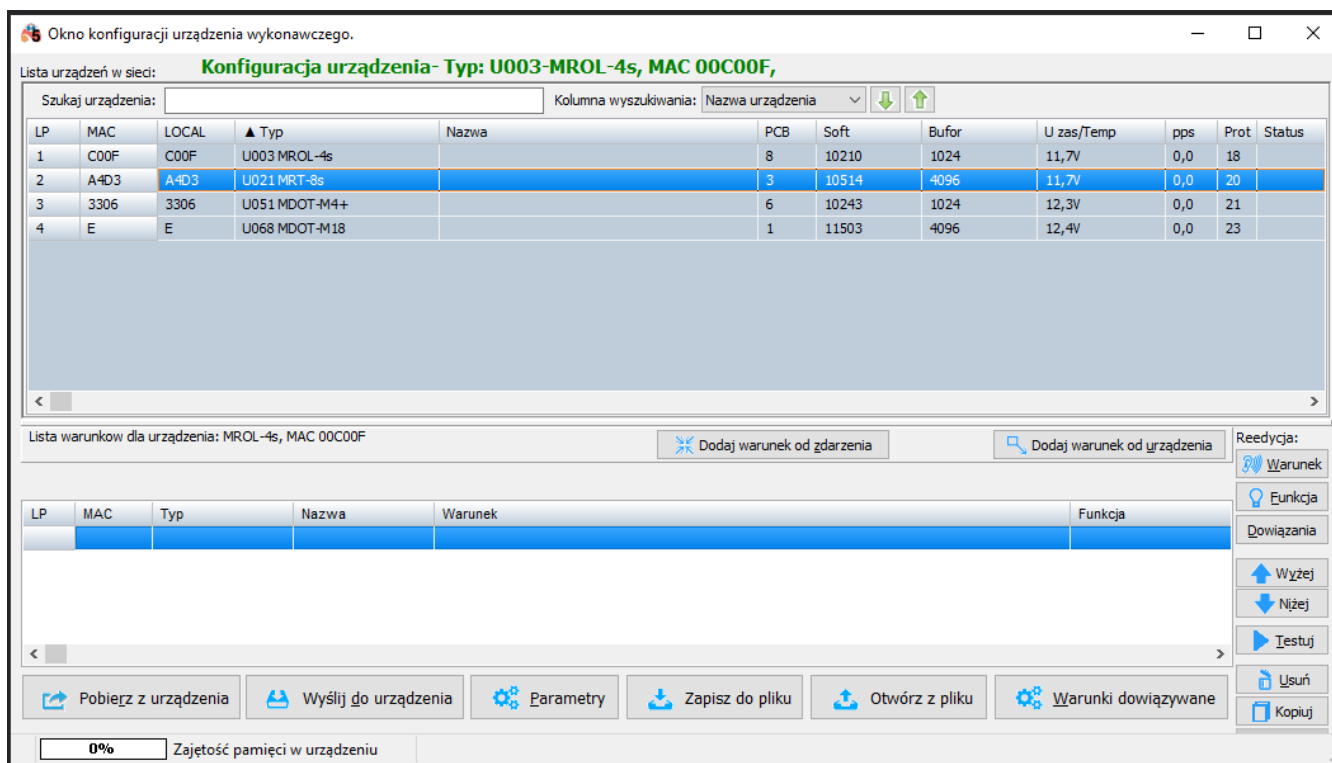 Okno konfiguracji urządzenia wykonawczego.
Lista urządzeń w sieci: Konfiguracja urządzenia- Typ: U003-MROL-4s, MAC 00C00F,
Szukaj urządzenia: Kolumna wyszukiwania: Nazwa urządzenia
LP MAC LOCAL ▲ Typ Nazwa PCB Soft Bufor U zas/Temp pps Prot Status
1 C00F C00F U003 MROL-4s 8 10210 1024 11,7V 0,0 18
2 A4D3 A4D3 U021 MRT-8s 3 10514 4096 11,7V 0,0 20
3 3306 3306 U051 MDOT-M4+ 6 10243 1024 12,3V 0,0 21
4 E E U068 MDOT-M18 1 11503 4096 12,4V 0,0 23
Lista warunkow dla urządzenia: MROL-4s, MAC 00C00F Dodaj warunek od zdarzenia Dodaj warunek od urządzenia Reedycja:
Warunek
Funkcja
LP MAC Typ Nazwa Warunek Funkcja
Dowiązania
Wyżej
Niżej
Testuj
Usuń
Pobierz z urządzenia Wyślij do urządzenia Parametry Zapisz do pliku Otwórz z pliku Warunki dowiązywane
Kopiuj
0% Zajętość pamięci w urządzeniu